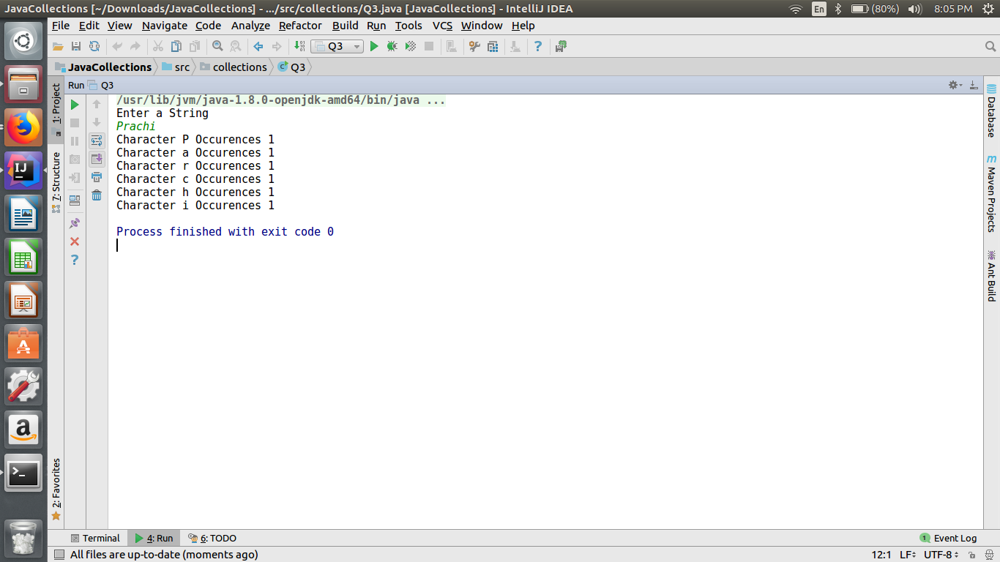 JavaCollections [~/Downloads/JavaCollections] - .../src/collections/Q3.java [JavaCollections] - IntelliJ IDEA
En (80%) 8:05 PM
File Edit View Navigate Code Analyze Refactor Build Run Tools VCS Window Help
Q3
JavaCollections src collections Q3
Run Q3
/usr/lib/jvm/java-1.8.0-openjdk-amd64/bin/java ...
Enter a String
Prachi
Character P Occurences 1
Character a Occurences 1
Character r Occurences 1
Character c Occurences 1
Character h Occurences 1
Character i Occurences 1
Process finished with exit code 0
1: Project
7: Structure
2: Favorites
Database
Maven Projects
Ant Build
Terminal 4: Run 6: TODO 1 Event Log
All files are up-to-date (moments ago) 12:1 LF UTF-8